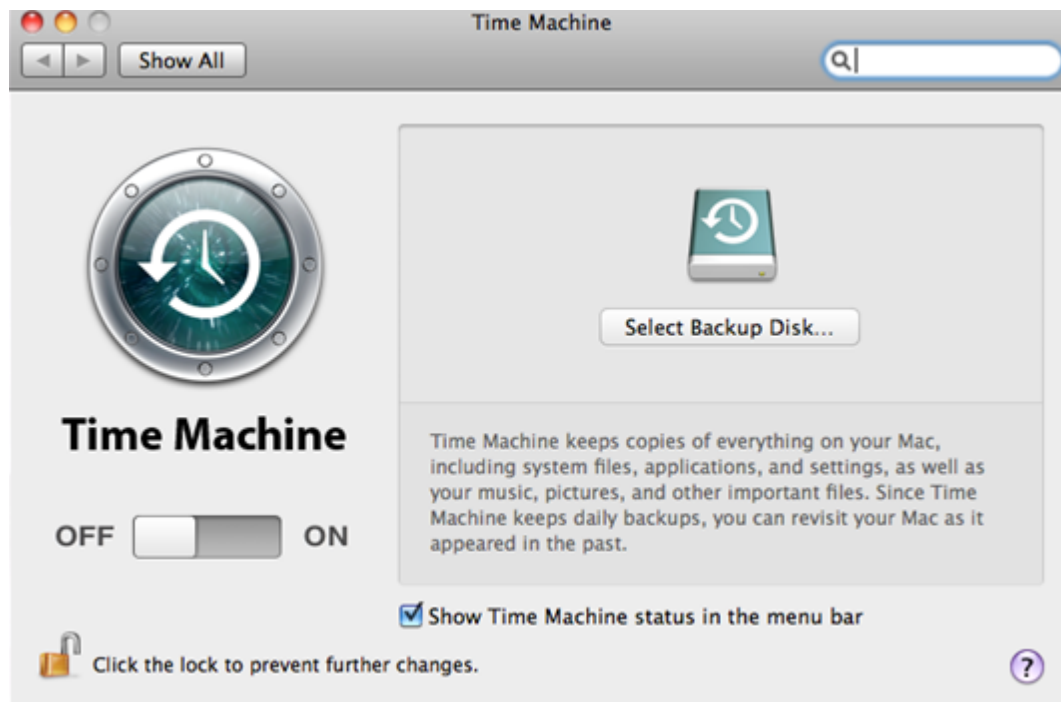 Time Machine
Show All
Select Backup Disk...
Time Machine
Time Machine keeps copies of everything on your Mac,
including system files, applications, and settings, as well as
your music, pictures, and other important files. Since Time
Machine keeps daily backups, you can revisit your Mac as it
appeared in the past.
OFF ON
Show Time Machine status in the menu bar
Click the lock to prevent further changes.
?